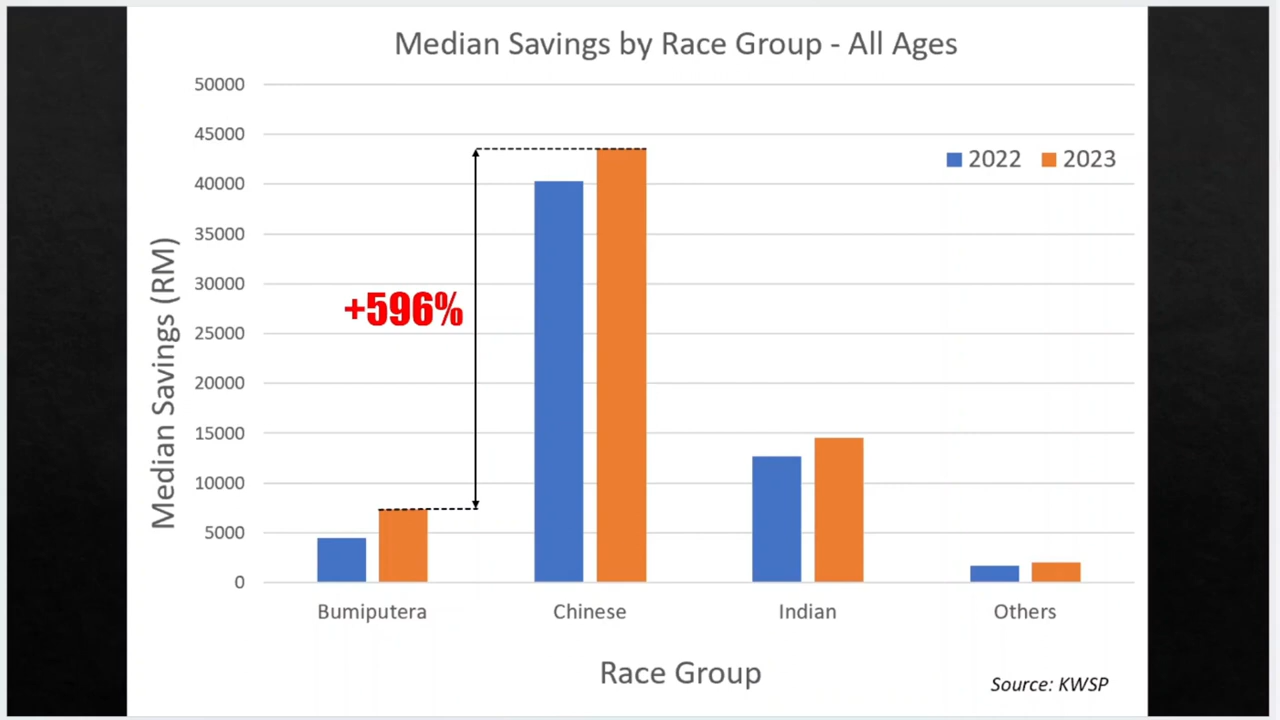 Median Savings by Race Group - All Ages
50000
45000
40000
35000
30000
25000
20000
15000
10000
5000
0
Median Savings (RM)
2022 2023
+596%
Bumiputera Chinese Indian Others
Race Group
Source: KWSP